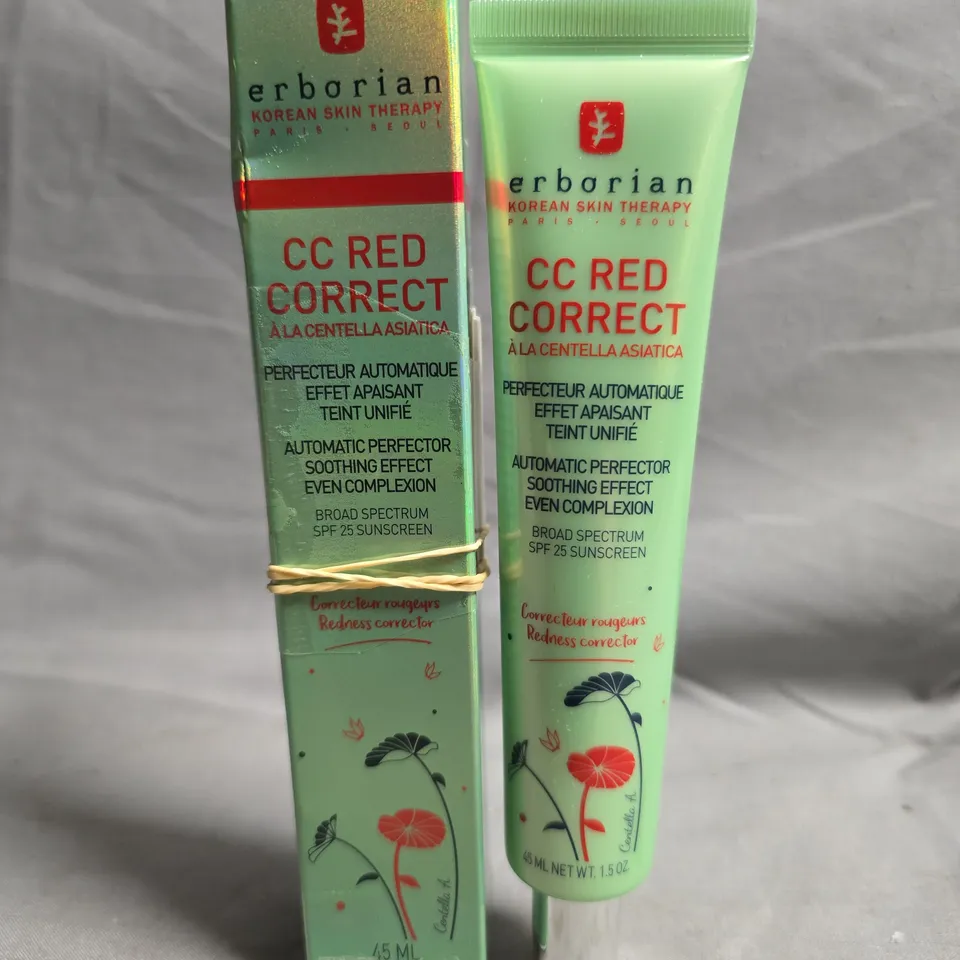 erborian
KOREAN SKIN THERAPY
PARIS - SEOUL
CC RED
CORRECT
À LA CENTELLA ASIATICA
PERFECTEUR AUTOMATIQUE
EFFET APAISANT
TEINT UNIFIÉ
AUTOMATIC PERFECTOR
SOOTHING EFFECT
EVEN COMPLEXION
BROAD SPECTRUM
SPF 25 SUNSCREEN
Correcteur rougeurs
Redness corrector
Centella A.
45 ML
erborian
KOREAN SKIN THERAPY
PARIS - SEOUL
CC RED
CORRECT
À LA CENTELLA ASIATICA
PERFECTEUR AUTOMATIQUE
EFFET APAISANT
TEINT UNIFIÉ
AUTOMATIC PERFECTOR
SOOTHING EFFECT
EVEN COMPLEXION
BROAD SPECTRUM
SPF 25 SUNSCREEN
Correcteur rougeurs
Redness corrector
Centella A.
45 ML NET WT. 1.5 OZ